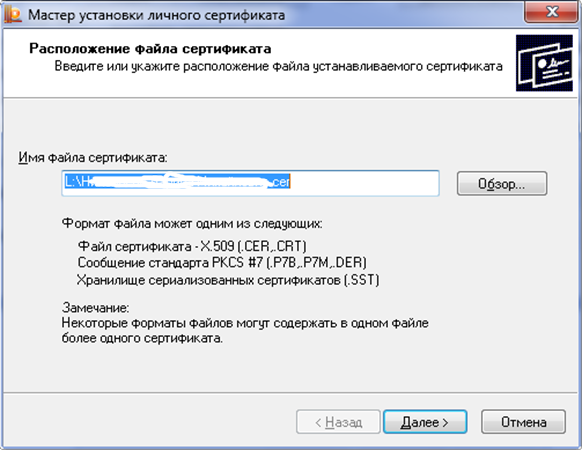 Мастер установки личного сертификата
Расположение файла сертификата
Введите или укажите расположение файла устанавливаемого сертификата
Имя файла сертификата:
L:\H .cer
Обзор...
Формат файла может одним из следующих:
Файл сертификата - X.509 (.CER,.CRT)
Сообщение стандарта PKCS #7 (.P7B,.P7M,.DER)
Хранилище сериализованных сертификатов (.SST)
Замечание:
Некоторые форматы файлов могут содержать в одном файле
более одного сертификата.
< Назад
Далее >
Отмена